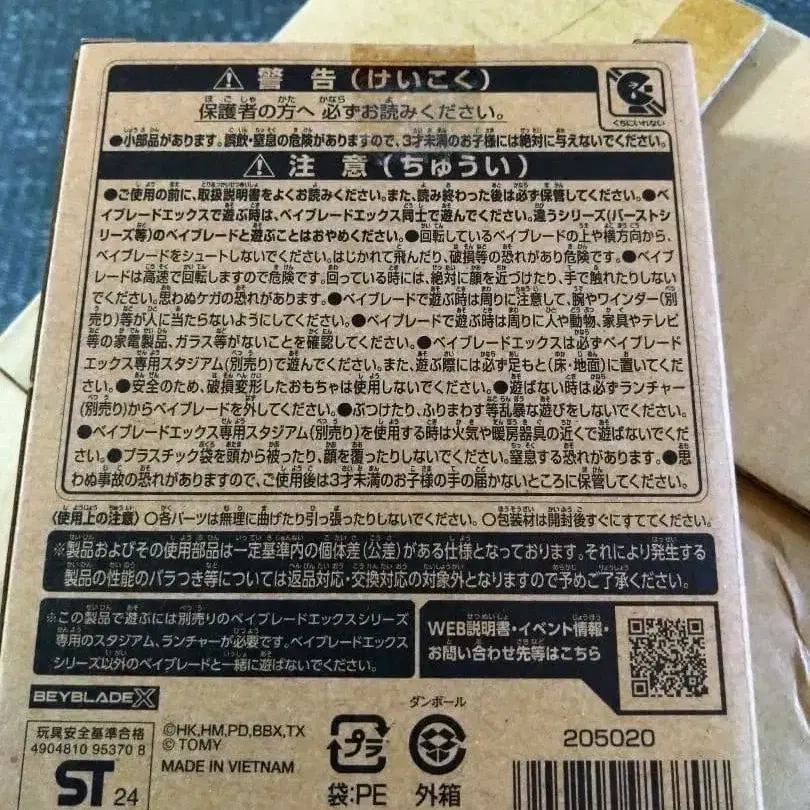 ⚠ 警告(けいこく)
くちにいれない
保護者の方へ 必ずお読みください。
●小部品があります。誤飲・窒息の危険がありますので、3才未満のお子様には絶対に与えないでください。
⚠ 注意(ちゅうい)
●ご使用の前に、取扱説明書をよくお読みください。また、読み終わった後は必ず保管してください。●ベ
イブレードエックスで遊ぶ時は、ベイブレードエックス同士で遊んでください。違うシリーズ(バーストシ
リーズ等)のベイブレードと遊ぶことはおやめください。●回転しているベイブレードの上や横方向から、
ベイブレードをシュートしないでください。はじかれて飛んだり、破損等の恐れがあり危険です。●ベイブ
レードは高速で回転しますので危険です。回っている時には、絶対に顔を近づけたり、手で触れたりしない
でください。思わぬケガの恐れがあります。●ベイブレードで遊ぶ時は周りに注意して、腕やワインダー(別
売り)等が人に当たらないようにしてください。●ベイブレードで遊ぶ時は周りに人や動物、家具やテレビ
等の家電製品、ガラス等がないことを確認してください。●ベイブレードエックスは必ずベイブレード
エックス専用スタジアム(別売り)で遊んでください。また、遊ぶ際には必ず足もと(床・地面)に置いてくだ
さい。●安全のため、破損変形したおもちゃは使用しないでください。●遊ばない時は必ずランチャー
(別売り)からベイブレードを外してください。●ぶつけたり、ふりまわす等乱暴な遊びをしないでください。
●ベイブレードエックス専用スタジアム(別売り)を使用する時は火気や暖房器具の近くで遊ばないでくだ
さい。●プラスチック袋を頭から被ったり、顔を覆ったりしないでください。窒息する恐れがあります。●思
わぬ事故の恐れがありますので、ご使用後は3才未満のお子様の手の届かないところに保管してください。
〈使用上の注意〉○各パーツは無理に曲げたり引っ張ったりしないでください。○包装材は開封後すぐにすててください。
※製品およびその使用部品は一定基準内の個体差(公差)がある仕様となっております。それにより発生する
製品の性能のバラつき等については返品対応・交換対応の対象外となりますので予めご了承ください。
※この製品で遊ぶには別売りのベイブレードエックスシリーズ
専用のスタジアム、ランチャーが必要です。ベイブレードエックス
シリーズ以外のベイブレードと一緒に遊ばないでください。
WEB説明書・イベント情報・
お問い合わせ先等はこちら
BEYBLADE X
玩具安全基準合格
4904810 95370 8
ST 24
©HK,HM,PD,BBX,TX
© TOMY
MADE IN VIETNAM
プラ
袋:PE
ダンボール
外箱
205020